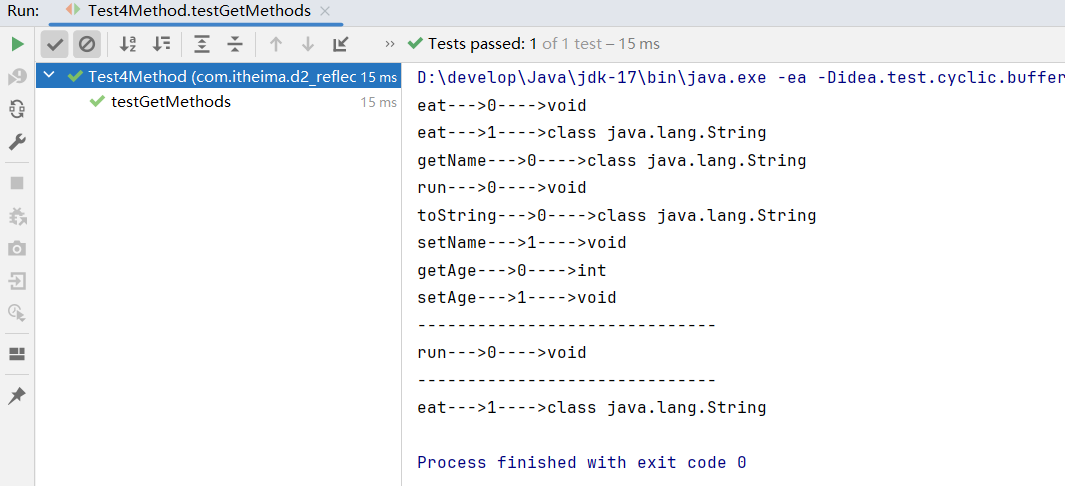 Run: Test4Method.testGetMethods
Tests passed: 1 of 1 test – 15 ms
Test4Method (com.itheima.d2_reflec 15 ms
testGetMethods 15 ms
D:\develop\Java\jdk-17\bin\java.exe -ea -Didea.test.cyclic.buffer
eat--->0---->void
eat--->1---->class java.lang.String
getName--->0---->class java.lang.String
run--->0---->void
toString--->0---->class java.lang.String
setName--->1---->void
getAge--->0---->int
setAge--->1---->void
------------------------------
run--->0---->void
------------------------------
eat--->1---->class java.lang.String
Process finished with exit code 0